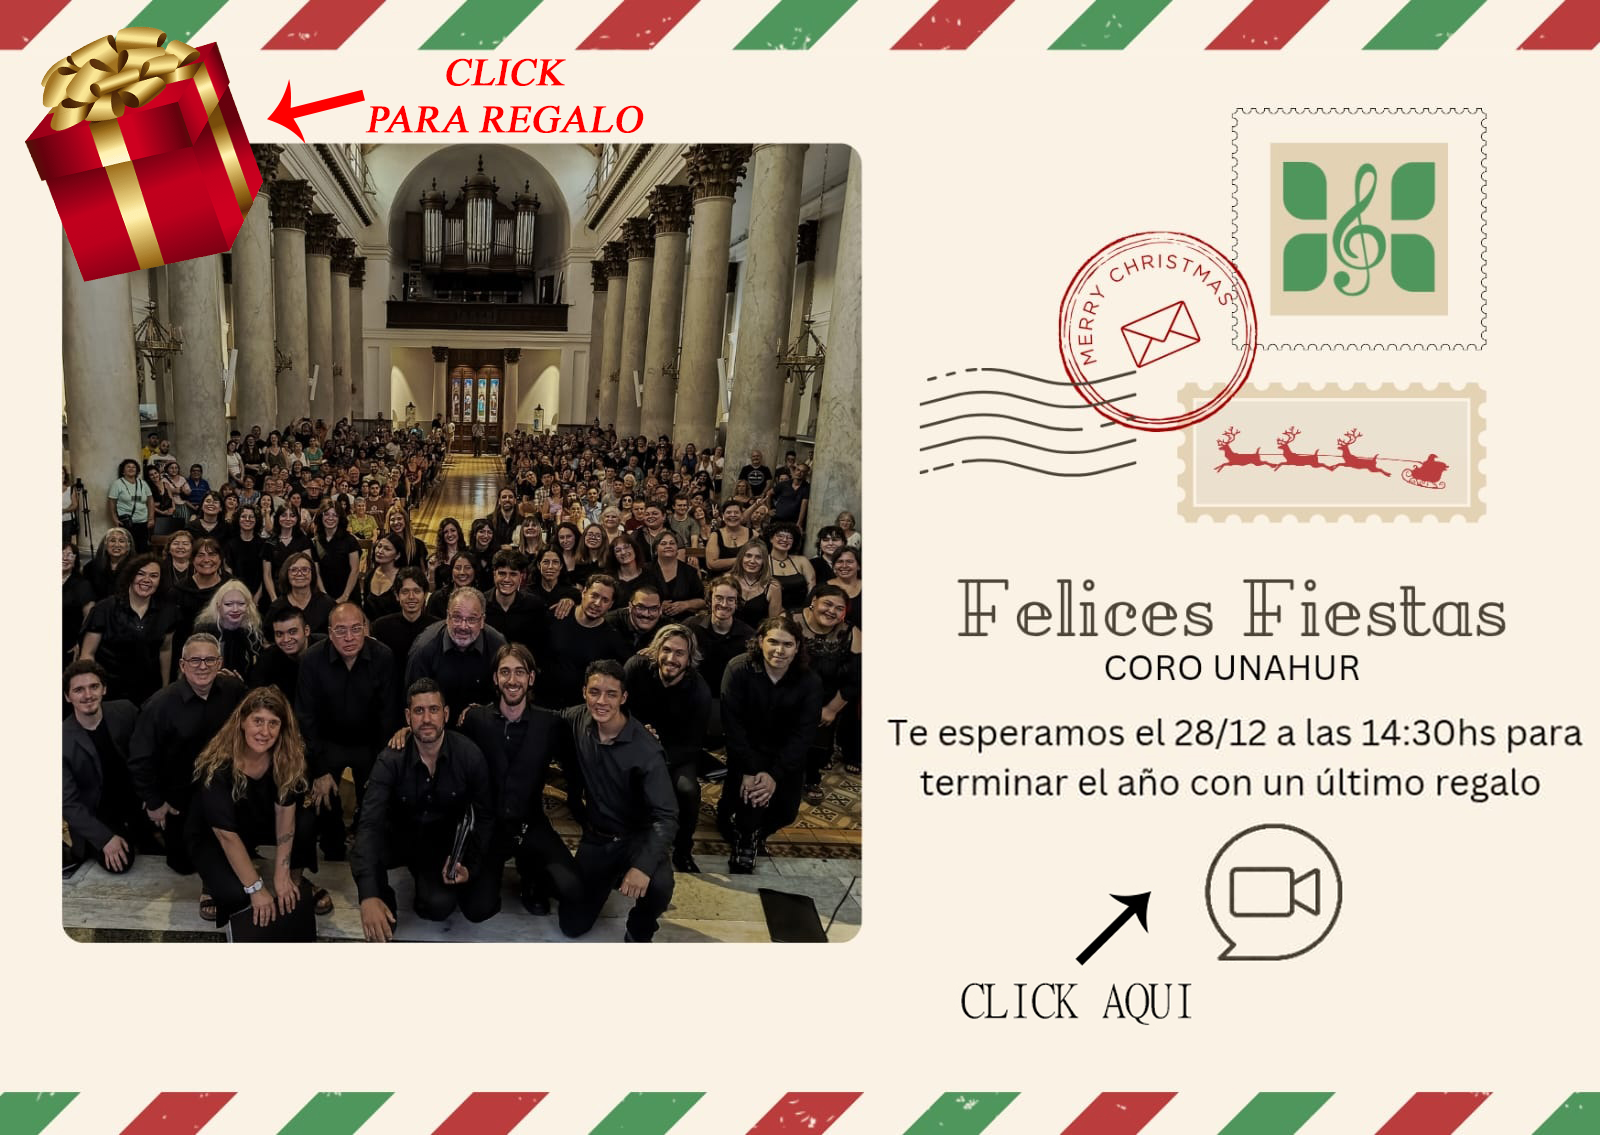 CLICK
PARA REGALO
MERRY CHRISTMAS
Felices Fiestas
CORO UNAHUR
Te esperamos el 28/12 a las 14:30hs para
terminar el año con un último regalo
CLICK AQUI